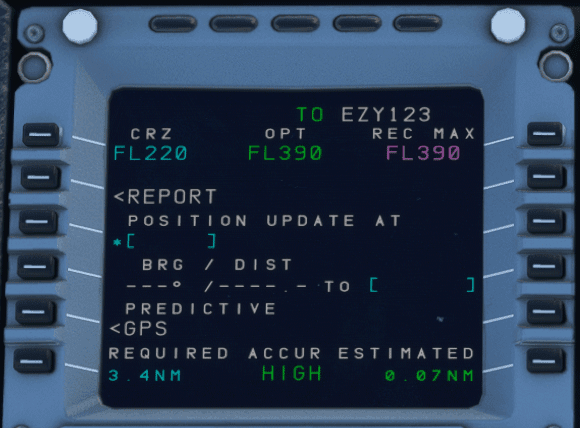 TO EZY123
CRZ OPT REC MAX
FL220 FL390 FL390
<REPORT
POSITION UPDATE AT
*[ ]
BRG / DIST
---° /----.- TO [ ]
PREDICTIVE
<GPS
REQUIRED ACCUR ESTIMATED
3.4NM HIGH 0.07NM